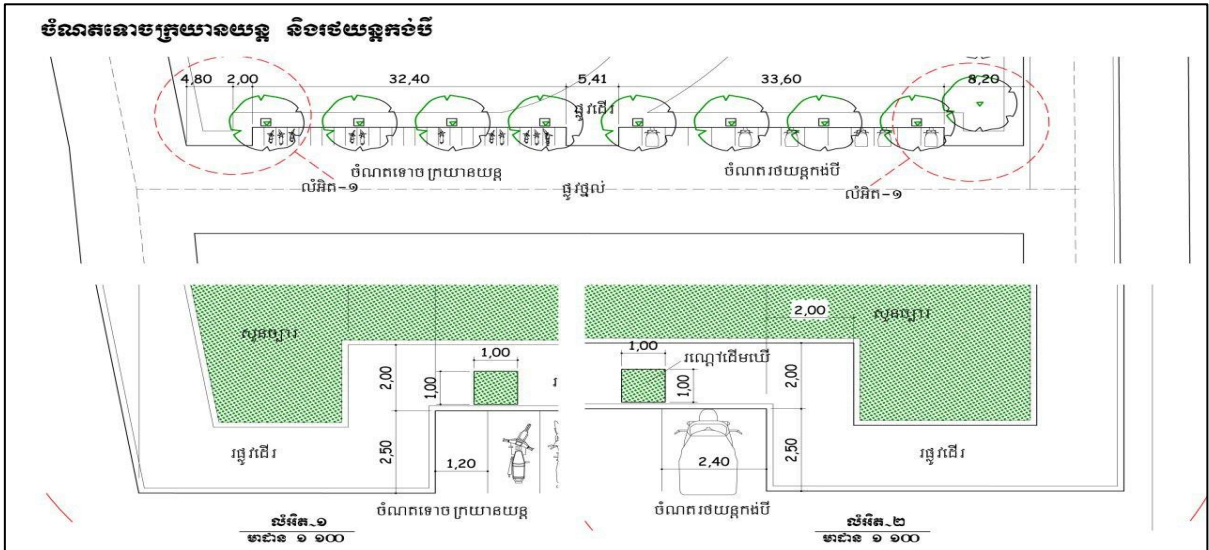 ចំណតទោចក្រយានយន្ត និងរថយន្តកង់បី
4,80 2,00 32,40 5,41 33,60 8,20
ផ្លូវដើរ
ចំណតទោចក្រយានយន្ត
ចំណតរថយន្តកង់បី
លំអិត-១
ផ្លូវថ្នល់
លំអិត-១
សួនច្បារ
2,00
សួនច្បារ
1,00
1,00
រណ្តៅដើមឈើ
2,00
1,00
រ
1,00
2,00
រផ្លូវដើរ
2,50
1,20
2,40
2,50
រផ្លូវដើរ
ចំណតទោចក្រយានយន្ត
ចំណតរថយន្តកង់បី
លំអិត-១
មាដ្ឋាន ១ ១០០
លំអិត-២
មាដ្ឋាន ១ ១០០